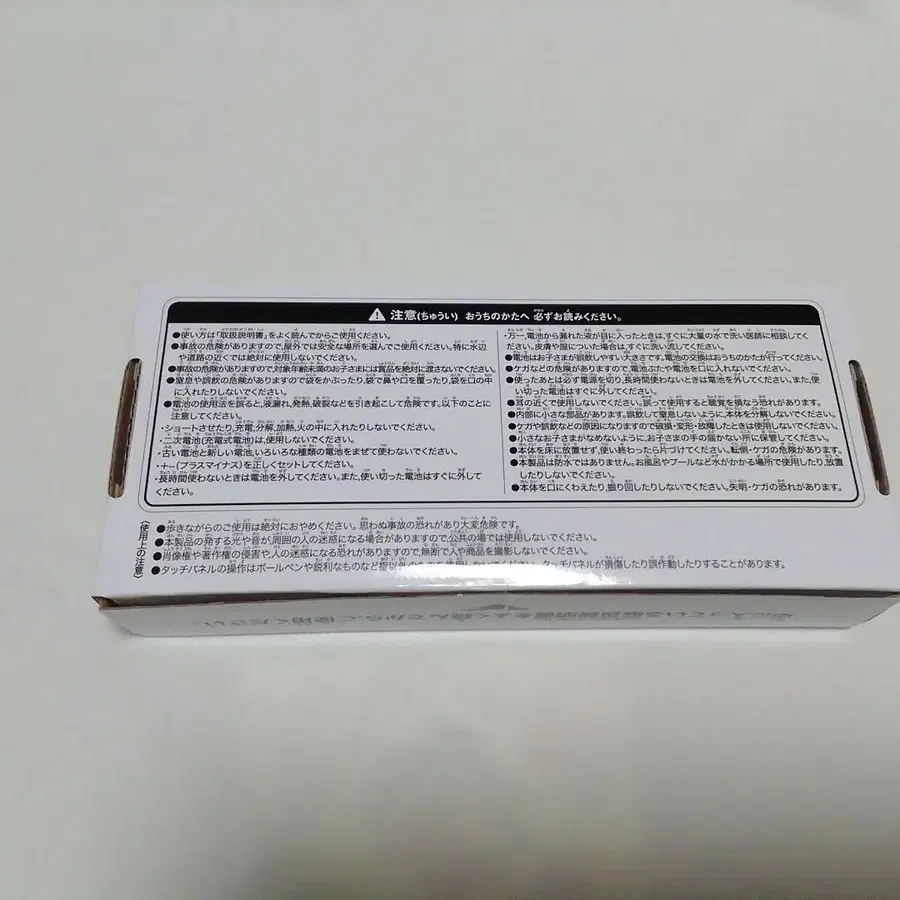 注意(ちゅうい) おうちのかたへ 必ずお読みください。
●使い方は「取扱説明書」をよく読んでからご使用ください。
●事故の危険がありますので、屋外では安全な場所を選んでご使用ください。特に水辺
や道路の近くでは絶対に使用しないでください。
●事故の危険がありますので、対象年齢未満のお子さまには賞品を絶対に渡さないでください。
●窒息や誤飲の危険がありますので袋をかぶったり、袋で鼻や口を覆ったり、袋を口の中
に入れたりしないでください。
●電池の使用法を誤ると、液漏れ、発熱、破裂などを引き起こして危険です。以下のことに
注意してください。
・ショートさせたり、充電、分解、加熱、火の中に入れたりしないでください。
・二次電池(充電式電池)は、使用しないでください。
・古い電池と新しい電池、いろいろな種類の電池をまぜて使わないでください。
・+-(プラスマイナス)を正しくセットしてください。
・長時間使わないときは電池を外してください。また、使い切った電池はすぐに外して
ください。
・万一、電池から漏れた液が目に入ったときは、すぐに大量の水で洗い医師に相談してく
ださい。皮膚や服についた場合は、すぐに洗い流してください。
●電池はお子さまが誤飲しやすい大きさです。電池の交換はおうちのかたが行ってください。
●ケガなどの危険がありますので、電池ぶたや電池を口に入れないでください。
●使ったあとは必ず電源を切り、長時間使わないときは電池を外してください。また、使
い切った電池はすぐに外してください。
●耳の近くで使用しないでください。誤って使用すると聴覚を損なう恐れがあります。
●内部に小さな部品があります。誤飲して窒息しないように、本体を分解しないでください。
●ケガや誤飲などの原因になりますので破損・変形・故障したときは使用しないでください。
●小さなお子さまがなめないように、お子さまの手の届かない所に保管してください。
●本体を床に放置せず、使い終わったら片づけてください。転倒・ケガの危険があります。
●本製品は防水ではありません。お風呂やプールなど水がかかる場所で使用したり、放置
したりしないでください。
●本体を口にくわえたり、振り回したりしないでください。失明・ケガの恐れがあります。
〈使用上の注意〉
●歩きながらのご使用は絶対におやめください。思わぬ事故の恐れがあり大変危険です。
●本製品の発する光や音が、周囲の人の迷惑になる場合がありますので、公共の場では使用しないでください。
●肖像権や著作権の侵害や人の迷惑になる恐れがありますので、無断で人や商品を撮影しないでください。
●タッチパネルの操作はボールペンや鋭利なものなど指以外のものを使用しないでください。タッチパネルが損傷したり誤作動したりすることがあります。
中に入っている取扱説明書をよく読んでから、ご使用ください。